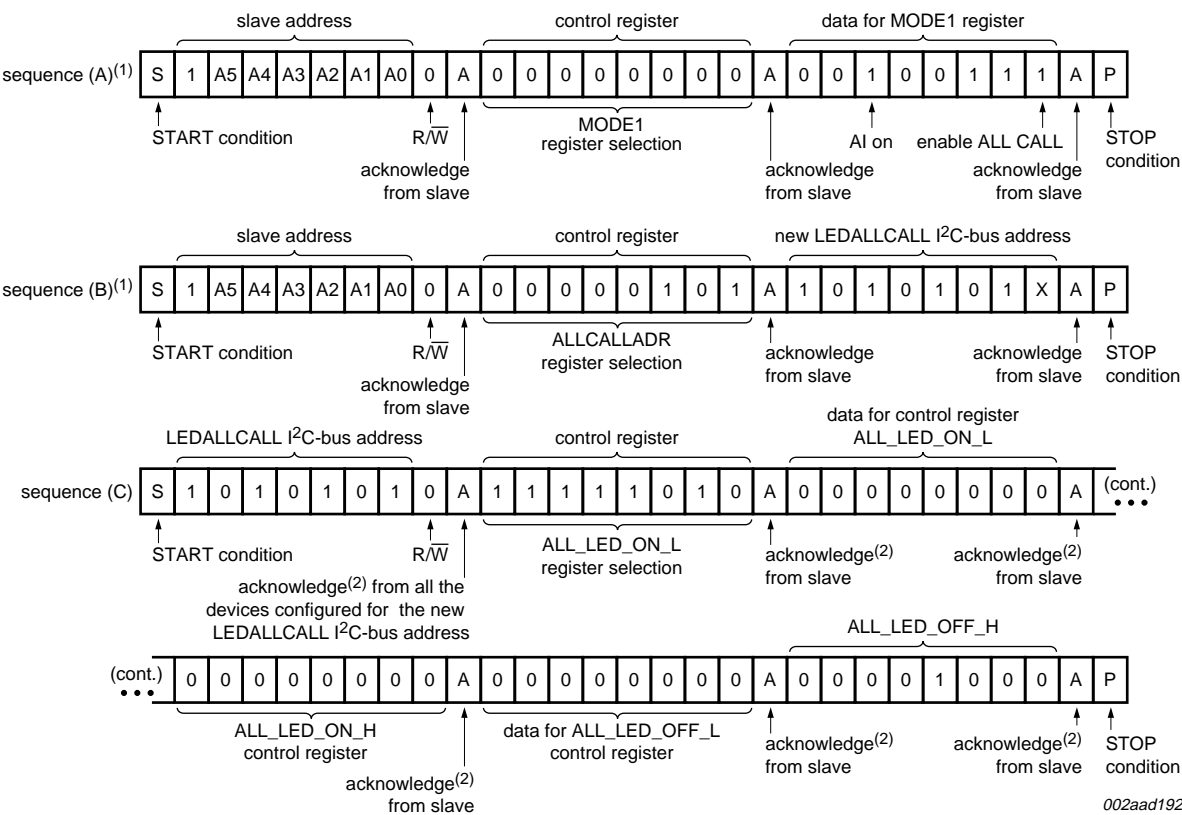 slave address control register data for MODE1 register
sequence (A)(1) S 1 A5 A4 A3 A2 A1 A0 0 A 0 0 0 0 0 0 0 0 A 0 0 1 0 0 1 1 1 A P
START condition R/W MODE1 register selection AI on enable ALL CALL STOP condition
acknowledge from slave acknowledge from slave acknowledge from slave
slave address control register new LEDALLCALL I2C-bus address
sequence (B)(1) S 1 A5 A4 A3 A2 A1 A0 0 A 0 0 0 0 0 1 0 1 A 1 0 1 0 1 0 1 X A P
START condition R/W ALLCALLADR register selection acknowledge from slave acknowledge from slave STOP condition
acknowledge from slave
LEDALLCALL I2C-bus address control register data for control register ALL_LED_ON_L
sequence (C) S 1 0 1 0 1 0 1 0 A 1 1 1 1 1 0 1 0 A 0 0 0 0 0 0 0 0 A (cont.)
START condition R/W ALL_LED_ON_L register selection acknowledge(2) from slave acknowledge(2) from slave
acknowledge(2) from all the
devices configured for the new
LEDALLCALL I2C-bus address
ALL_LED_OFF_H
(cont.) 0 0 0 0 0 0 0 0 A 0 0 0 0 0 0 0 0 A 0 0 0 0 1 0 0 0 A P
ALL_LED_ON_H control register data for ALL_LED_OFF_L control register acknowledge(2) from slave acknowledge(2) from slave STOP condition
acknowledge(2) from slave
002aad192